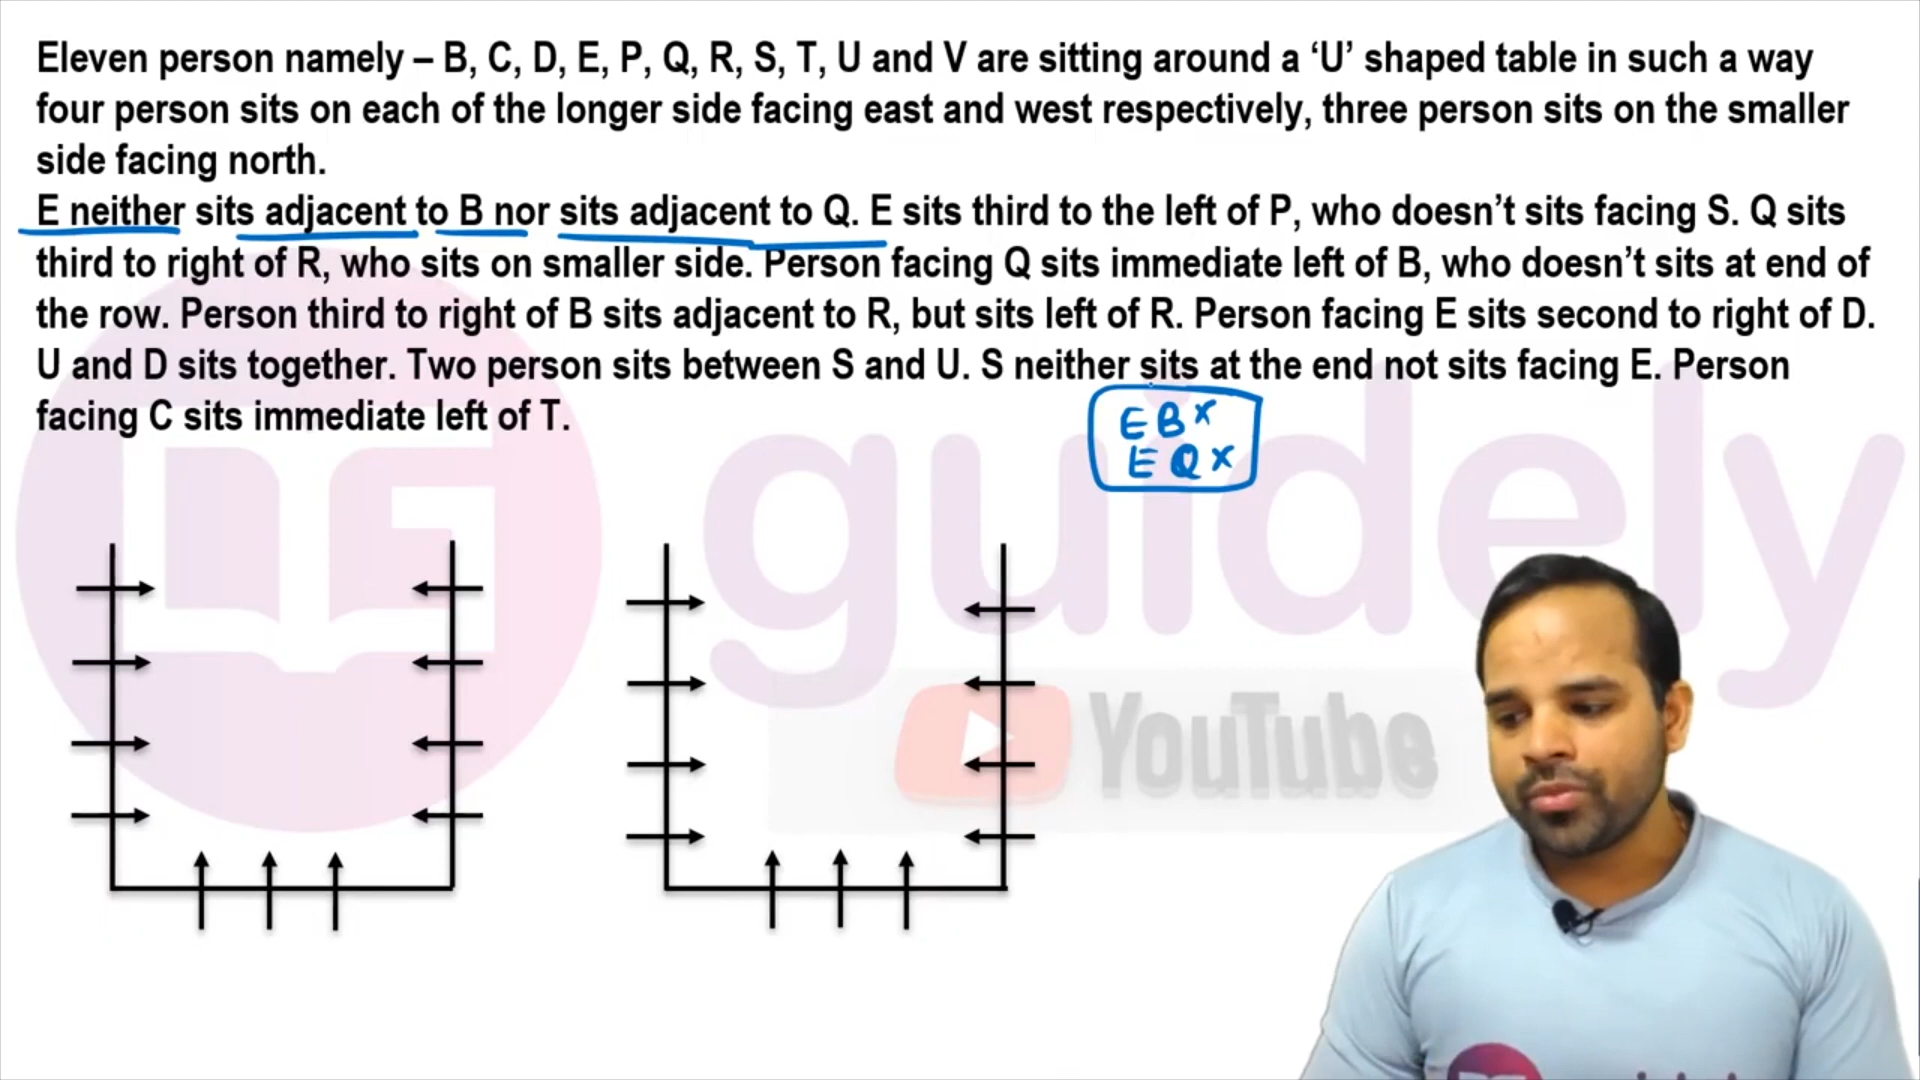 Eleven person namely – B, C, D, E, P, Q, R, S, T, U and V are sitting around a ‘U’ shaped table in such a way
four person sits on each of the longer side facing east and west respectively, three person sits on the smaller
side facing north.
E neither sits adjacent to B nor sits adjacent to Q. E sits third to the left of P, who doesn’t sits facing S. Q sits
third to right of R, who sits on smaller side. Person facing Q sits immediate left of B, who doesn’t sits at end of
the row. Person third to right of B sits adjacent to R, but sits left of R. Person facing E sits second to right of D.
U and D sits together. Two person sits between S and U. S neither sits at the end not sits facing E. Person
facing C sits immediate left of T.
E B x
E Q x
guidely
YouTube